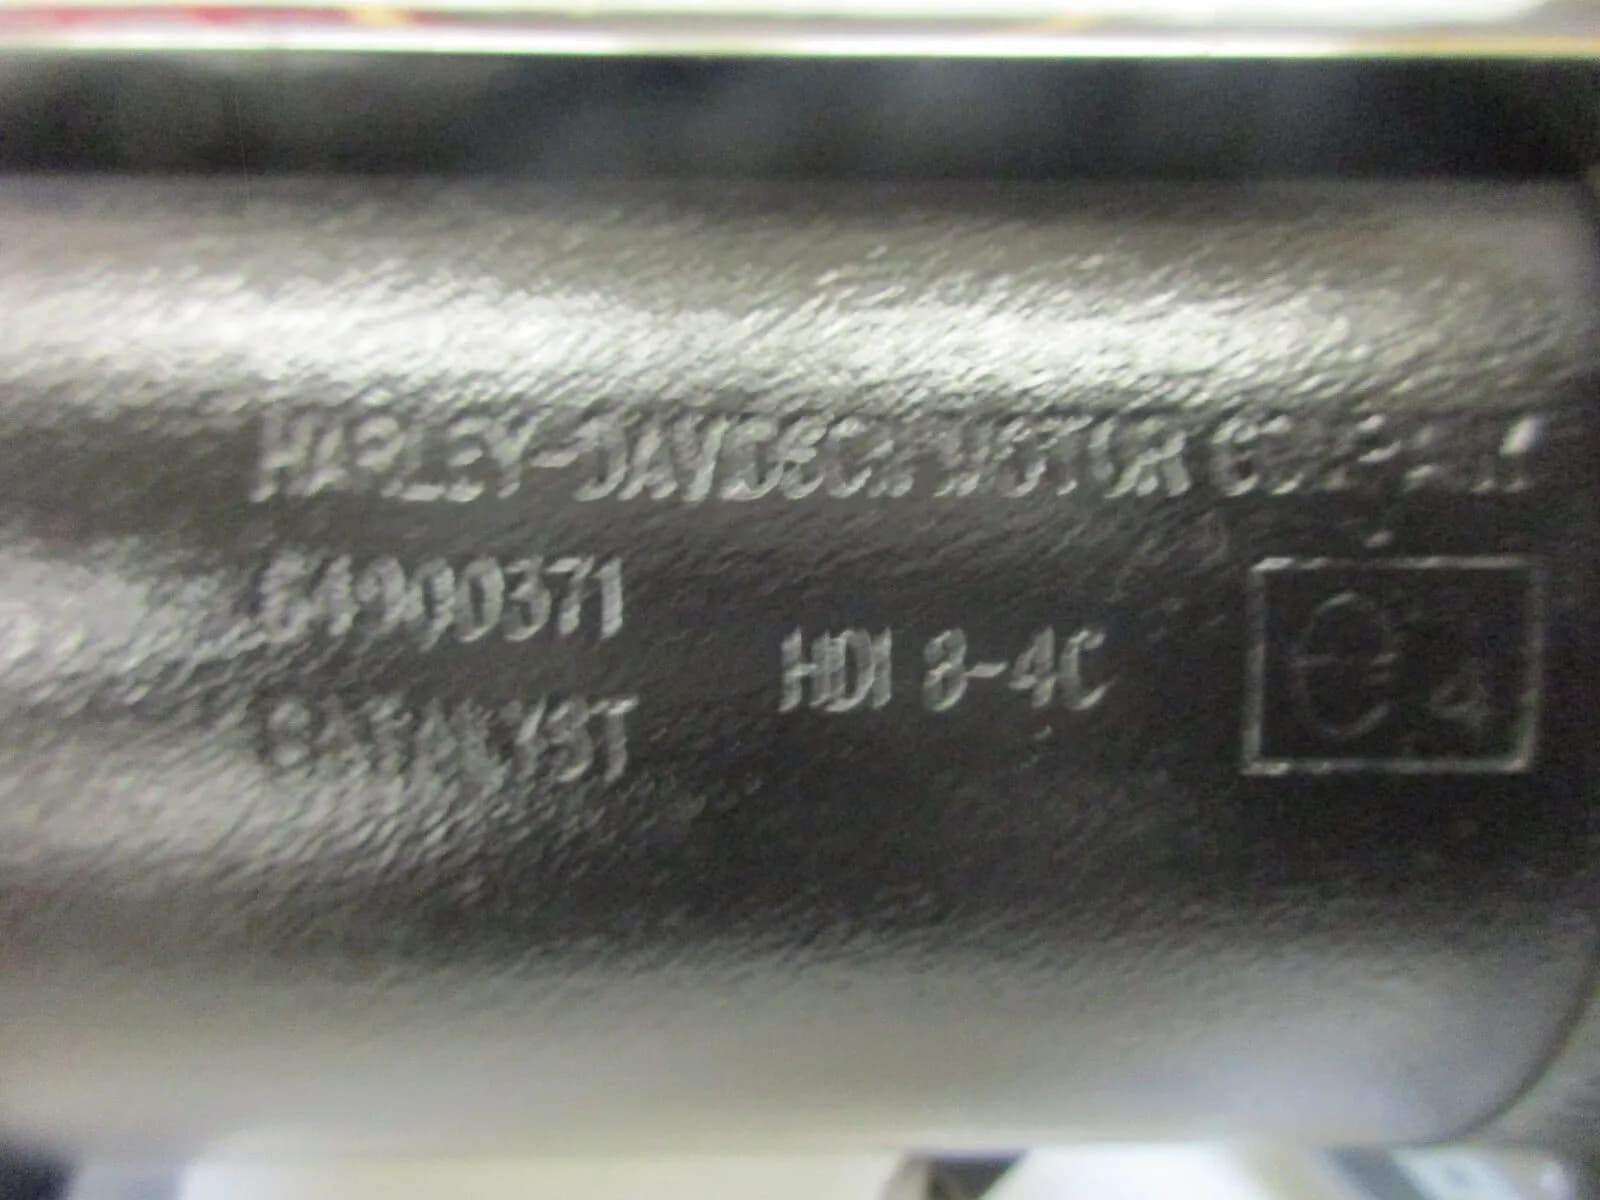 HARLEY-DAVIDSON MOTOR COMPANY
64900371
CATALYST
HDI 8-4C
e4